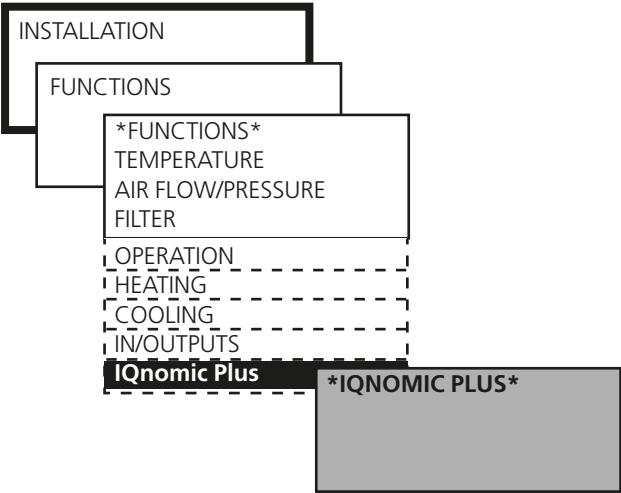 INSTALLATION
FUNCTIONS
*FUNCTIONS*
TEMPERATURE
AIR FLOW/PRESSURE
FILTER
OPERATION
HEATING
COOLING
IN/OUTPUTS
IQnomic Plus
*IQNOMIC PLUS*